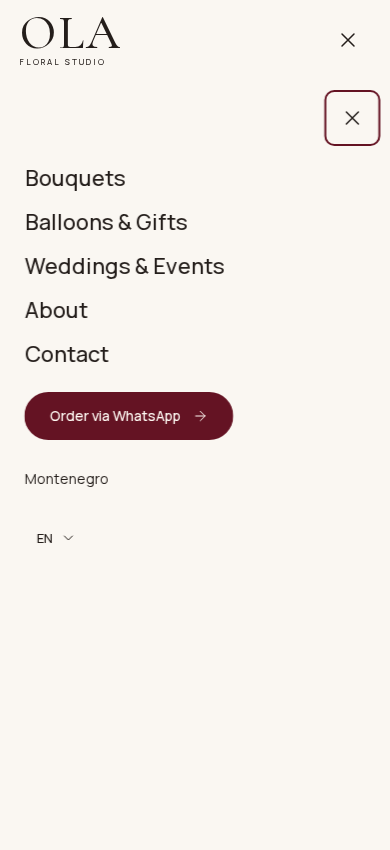 OLA
FLORAL STUDIO
Bouquets
Balloons & Gifts
Weddings & Events
About
Contact
Order via WhatsApp
Montenegro
EN